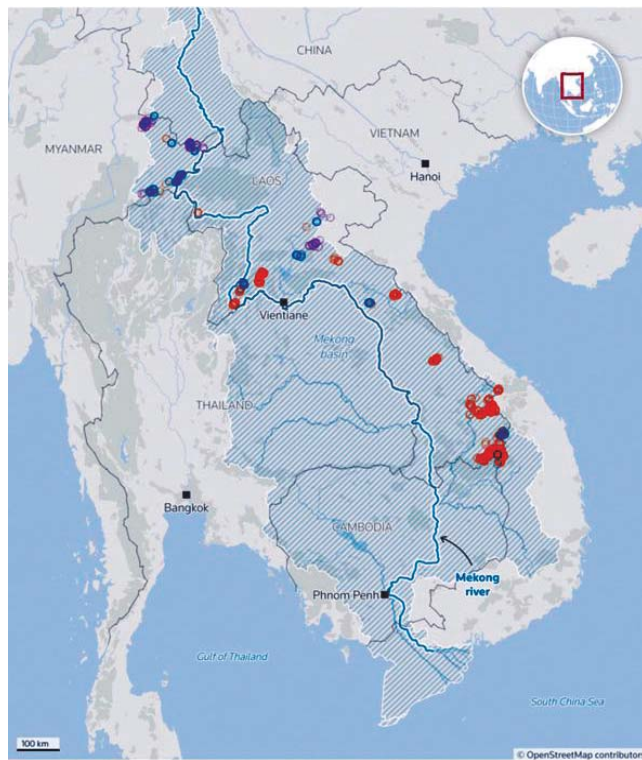 CHINA
MYANMAR
VIETNAM
Hanoi
LAOS
Vientiane
Mekong
basin
THAILAND
Bangkok
CAMBODIA
Mekong
river
Phnom Penh
Gulf of Thailand
South China Sea
100 km
© OpenStreetMap contributor